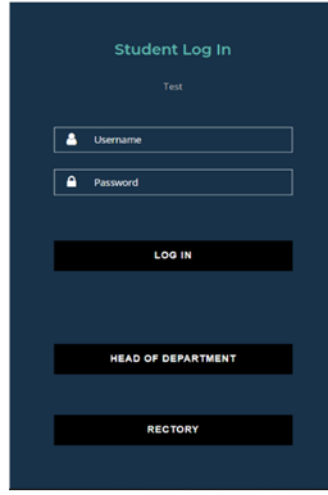 Student Log In
Test
Username
Password
LOG IN
HEAD OF DEPARTMENT
RECTORY